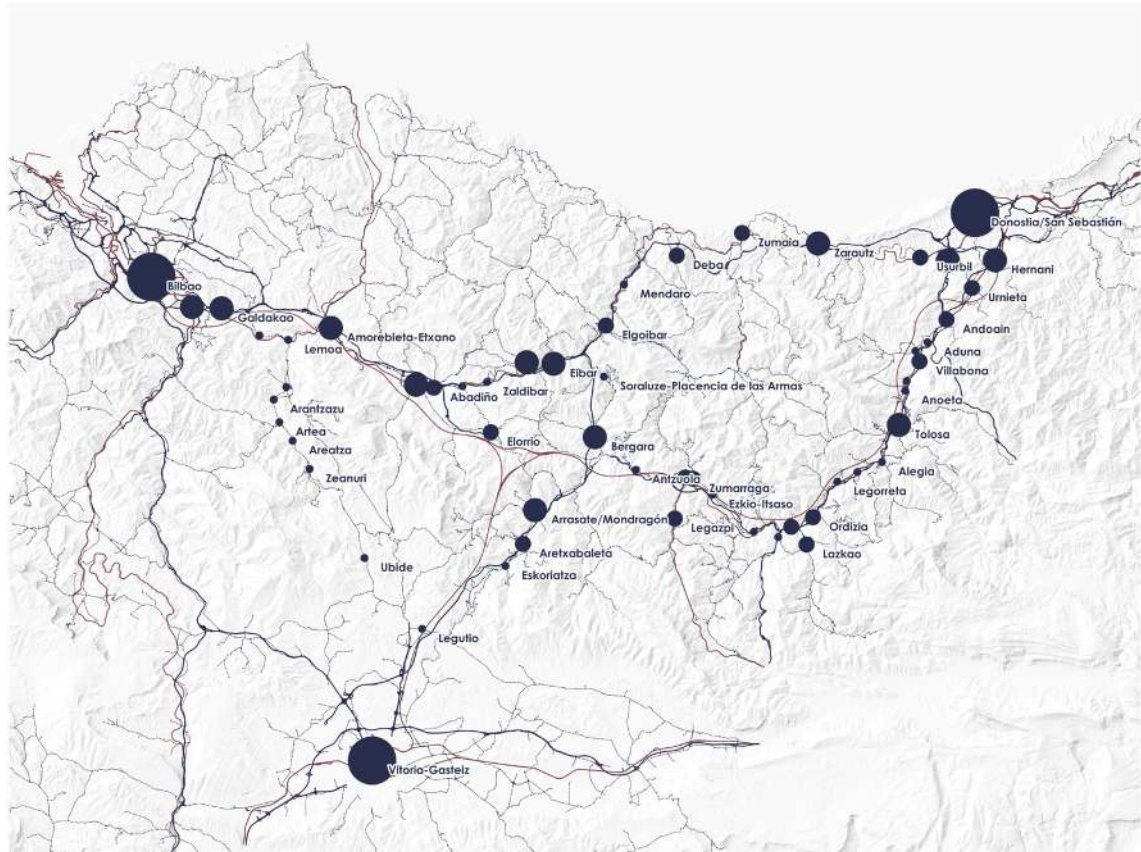 Donostia/San Sebastián
Zumaia
Zarautz
Deba
Usurbil
Hernani
Bilbao
Mendaro
Urnieta
Galdakao
Andoain
Amorebieta-Etxano
Elgoibar
Lemoa
Aduna
Villabona
Eibar
Zaldibar
Soraluze-Placencia de las Armas
Abadiño
Anoeta
Arantzazu
Artea
Tolosa
Elorrio
Bergara
Areatza
Alegia
Zeanuri
Antzuola
Zumarraga
Legorreta
Ezkio-Itsaso
Arrasate/Mondragón
Legazpi
Ordizia
Aretxabaleta
Lazkao
Ubide
Eskoriatza
Legutio
Vitoria-Gasteiz